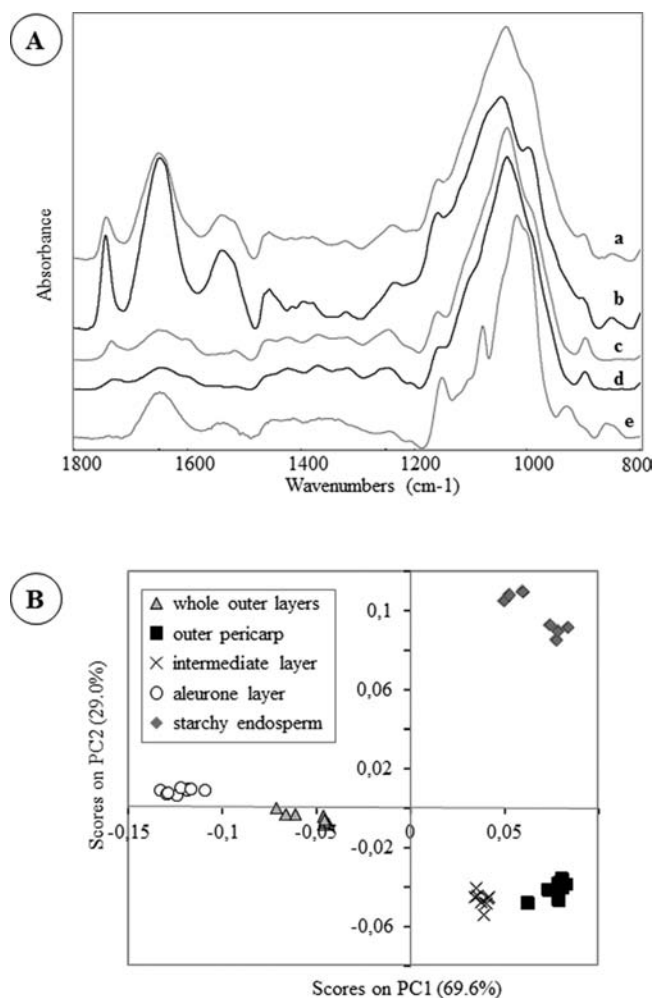 A
Absorbance
a
b
c
d
e
1800 1600 1400 1200 1000 800
Wavenumbers (cm-1)
B
whole outer layers
outer pericarp
intermediate layer
aleurone layer
starchy endosperm
Scores on PC2 (29.0%)
0,1
0,06
0,02
-0,15 -0,1 -0,05 0 0,05
-0,02
-0,06
Scores on PC1 (69.6%)